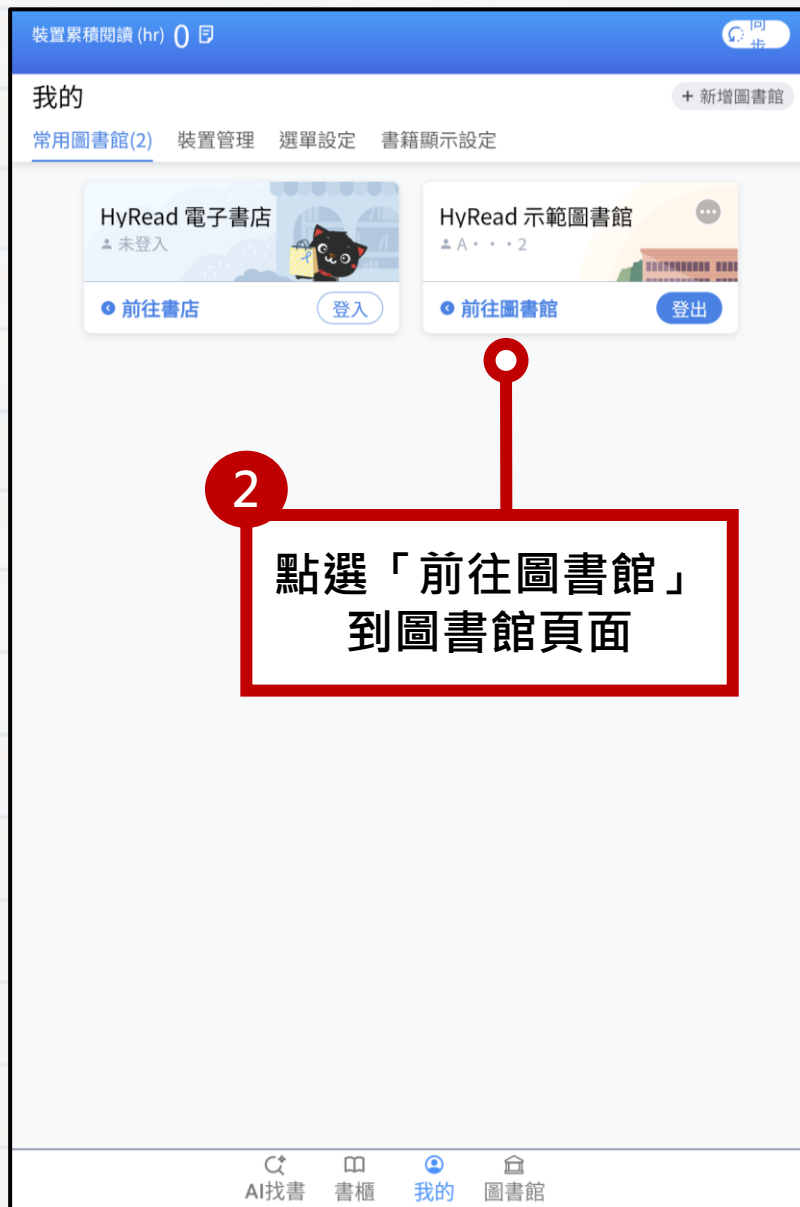 裝置累積閱讀 (hr) 0
同步
我的
+ 新增圖書館
常用圖書館(2) 裝置管理 選單設定 書籍顯示設定
HyRead 電子書店
未登入
前往書店 登入
HyRead 示範圖書館
A・・・2
前往圖書館 登出
2
點選「前往圖書館」
到圖書館頁面
AI找書 書櫃 我的 圖書館